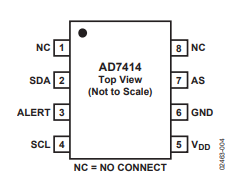 NC 1 8 NC
AD7414
SDA 2 Top View 7 AS
(Not to Scale)
ALERT 3 6 GND
SCL 4 5 VDD
NC = NO CONNECT
02463-004